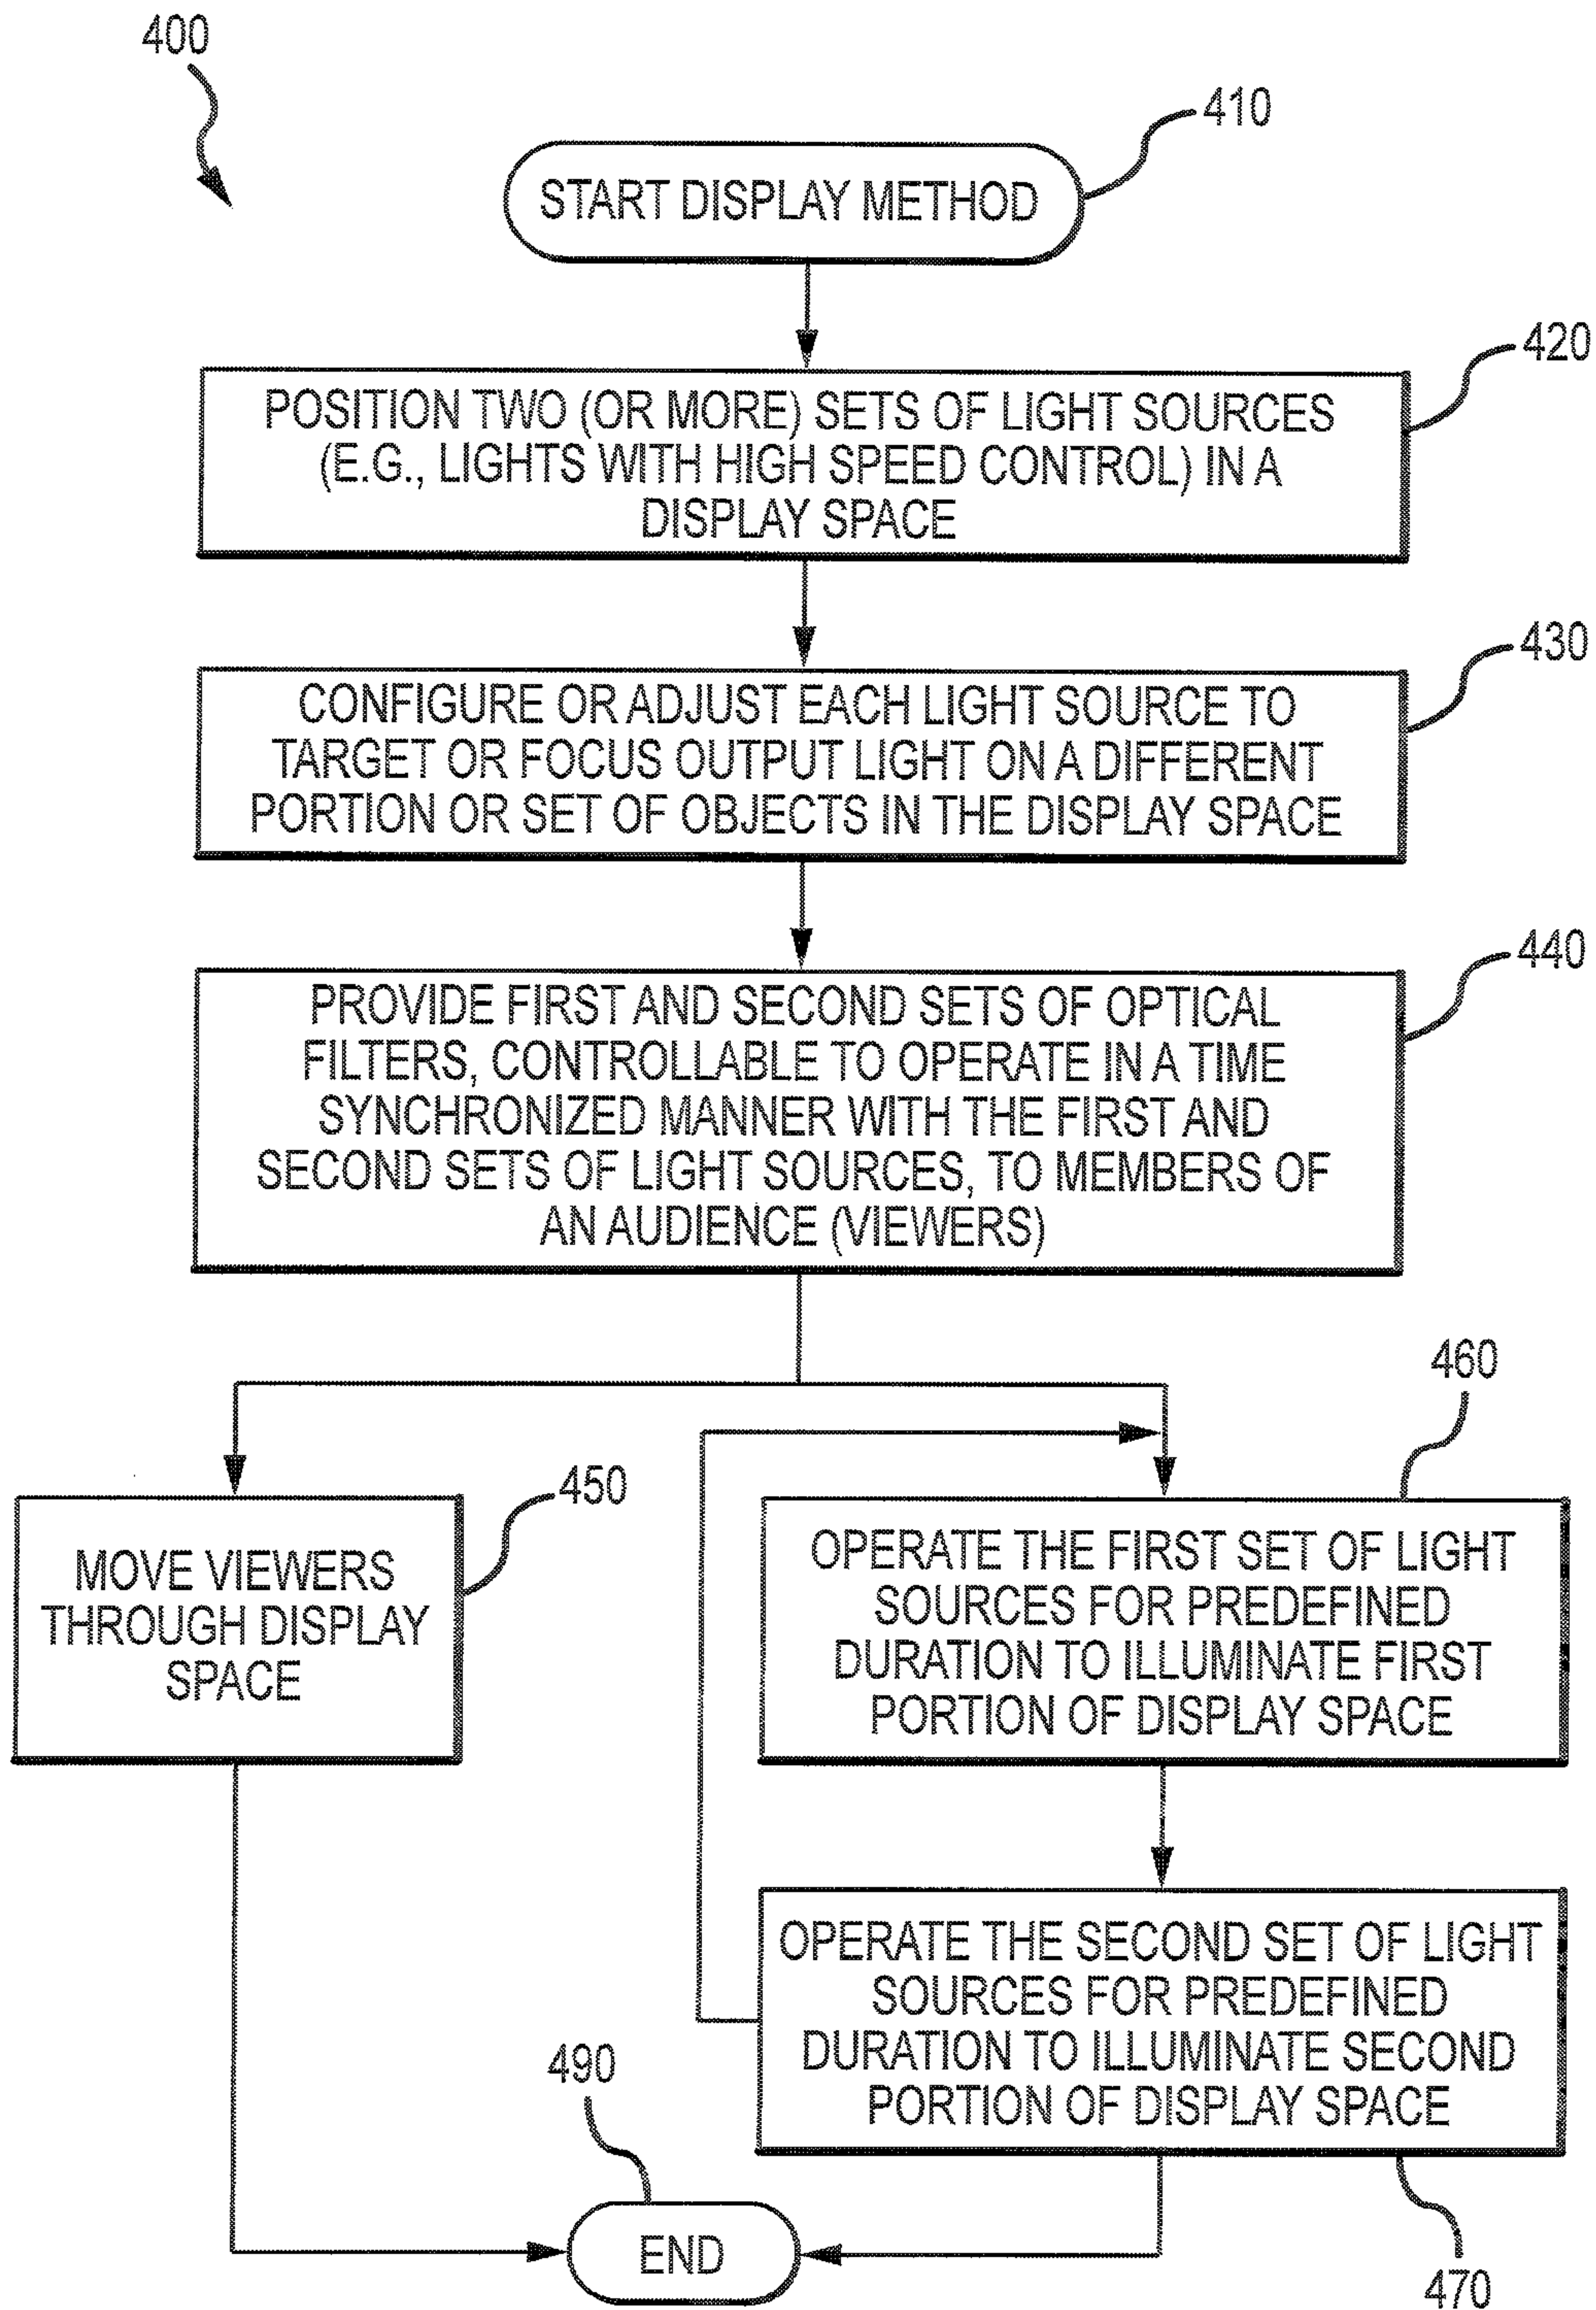 400
410
START DISPLAY METHOD
420
POSITION TWO (OR MORE) SETS OF LIGHT SOURCES
(E.G., LIGHTS WITH HIGH SPEED CONTROL) IN A
DISPLAY SPACE
430
CONFIGURE OR ADJUST EACH LIGHT SOURCE TO
TARGET OR FOCUS OUTPUT LIGHT ON A DIFFERENT
PORTION OR SET OF OBJECTS IN THE DISPLAY SPACE
440
PROVIDE FIRST AND SECOND SETS OF OPTICAL
FILTERS, CONTROLLABLE TO OPERATE IN A TIME
SYNCHRONIZED MANNER WITH THE FIRST AND
SECOND SETS OF LIGHT SOURCES, TO MEMBERS OF
AN AUDIENCE (VIEWERS)
450
MOVE VIEWERS
THROUGH DISPLAY
SPACE
460
OPERATE THE FIRST SET OF LIGHT
SOURCES FOR PREDEFINED
DURATION TO ILLUMINATE FIRST
PORTION OF DISPLAY SPACE
OPERATE THE SECOND SET OF LIGHT
SOURCES FOR PREDEFINED
DURATION TO ILLUMINATE SECOND
PORTION OF DISPLAY SPACE
470
490
END